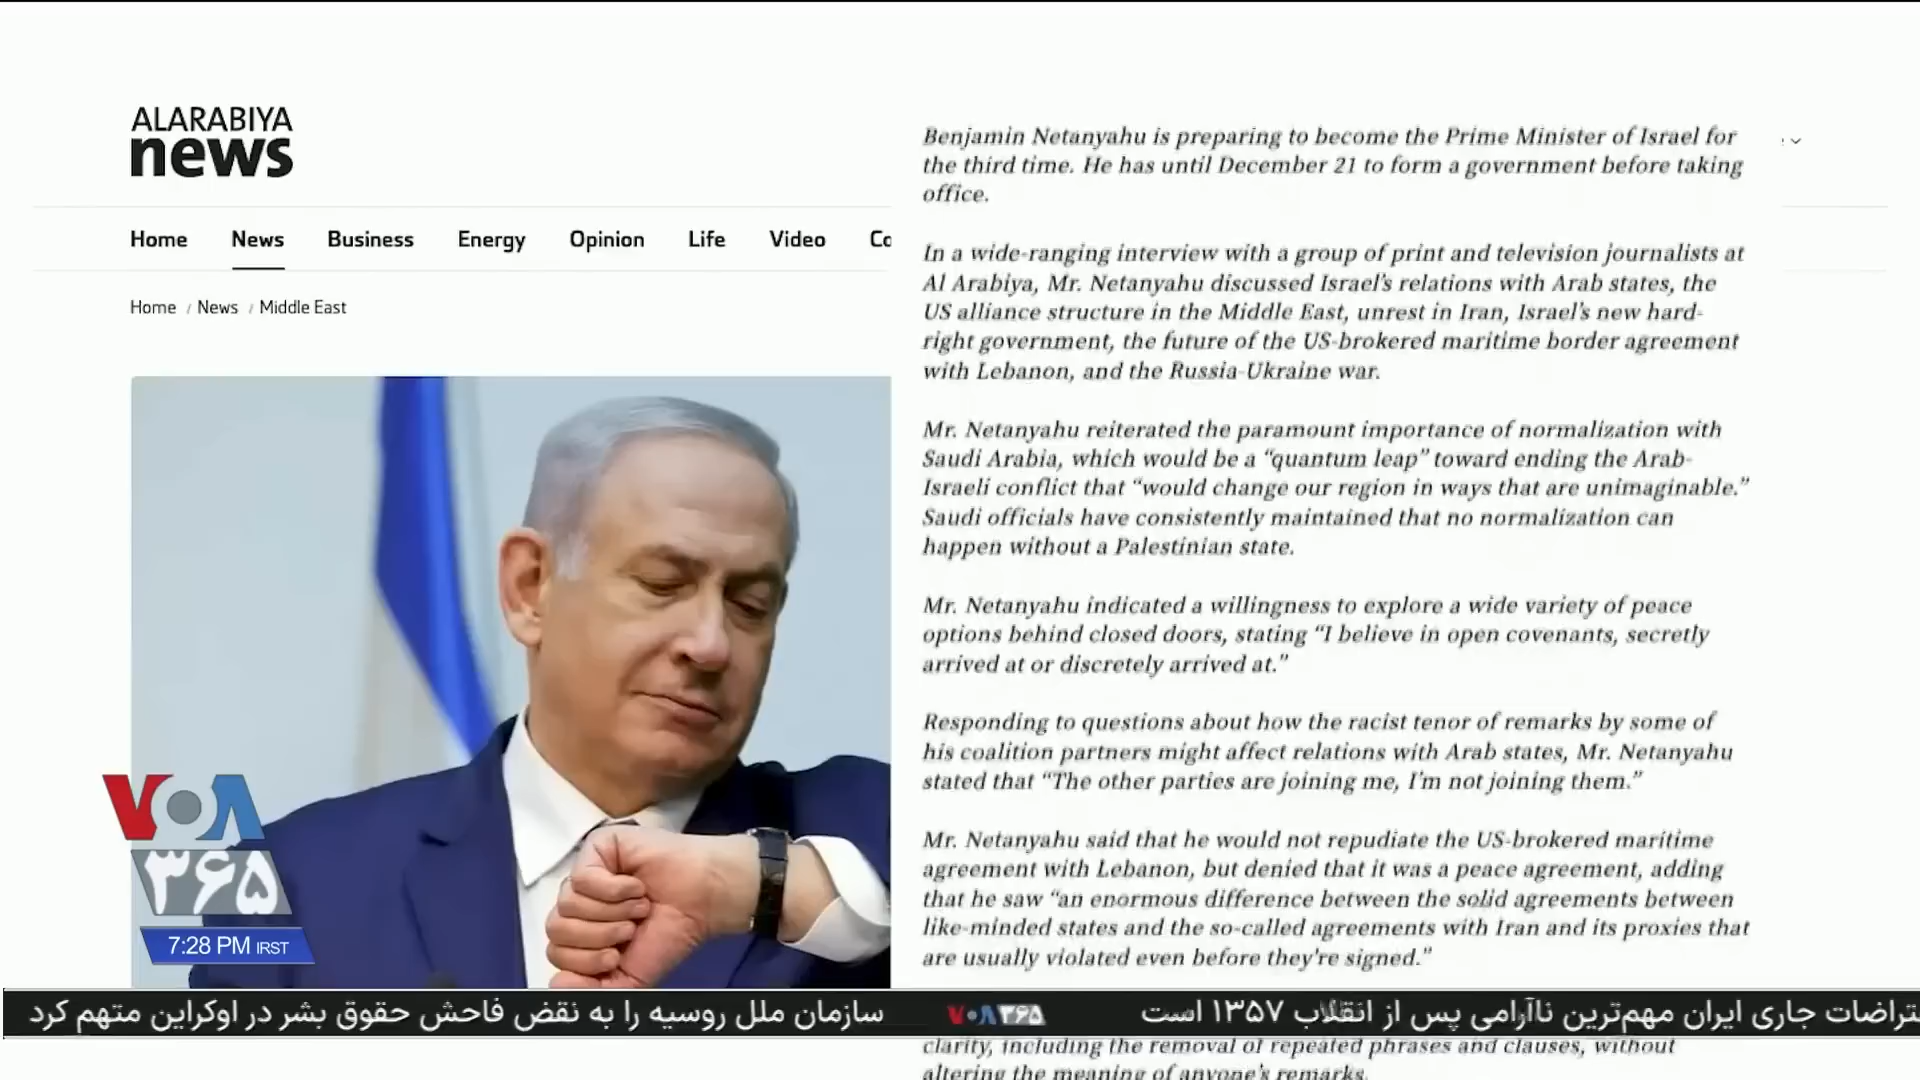 ALARABIYA
news
Home News Business Energy Opinion Life Video Co
Home / News / Middle East
Benjamin Netanyahu is preparing to become the Prime Minister of Israel for
the third time. He has until December 21 to form a government before taking
office.
In a wide-ranging interview with a group of print and television journalists at
Al Arabiya, Mr. Netanyahu discussed Israel’s relations with Arab states, the
US alliance structure in the Middle East, unrest in Iran, Israel’s new hard-
right government, the future of the US-brokered maritime border agreement
with Lebanon, and the Russia-Ukraine war.
Mr. Netanyahu reiterated the paramount importance of normalization with
Saudi Arabia, which would be a “quantum leap” toward ending the Arab-
Israeli conflict that “would change our region in ways that are unimaginable.”
Saudi officials have consistently maintained that no normalization can
happen without a Palestinian state.
Mr. Netanyahu indicated a willingness to explore a wide variety of peace
options behind closed doors, stating “I believe in open covenants, secretly
arrived at or discretely arrived at.”
Responding to questions about how the racist tenor of remarks by some of
his coalition partners might affect relations with Arab states, Mr. Netanyahu
stated that “The other parties are joining me, I’m not joining them.”
Mr. Netanyahu said that he would not repudiate the US-brokered maritime
agreement with Lebanon, but denied that it was a peace agreement, adding
that he saw “an enormous difference between the solid agreements between
like-minded states and the so-called agreements with Iran and its proxies that
are usually violated even before they're signed.”
clarity, including the removal of repeated phrases and clauses, without
altering the meaning of anyone’s remarks.
VOA
۳۶۵
7:28 PM IRST
تراضات جاری ایران مهم‌ترین ناآرامی پس از انقلاب ۱۳۵۷ است VOA۳۶۵ سازمان ملل روسیه را به نقض فاحش حقوق بشر در اوکراین متهم کرد